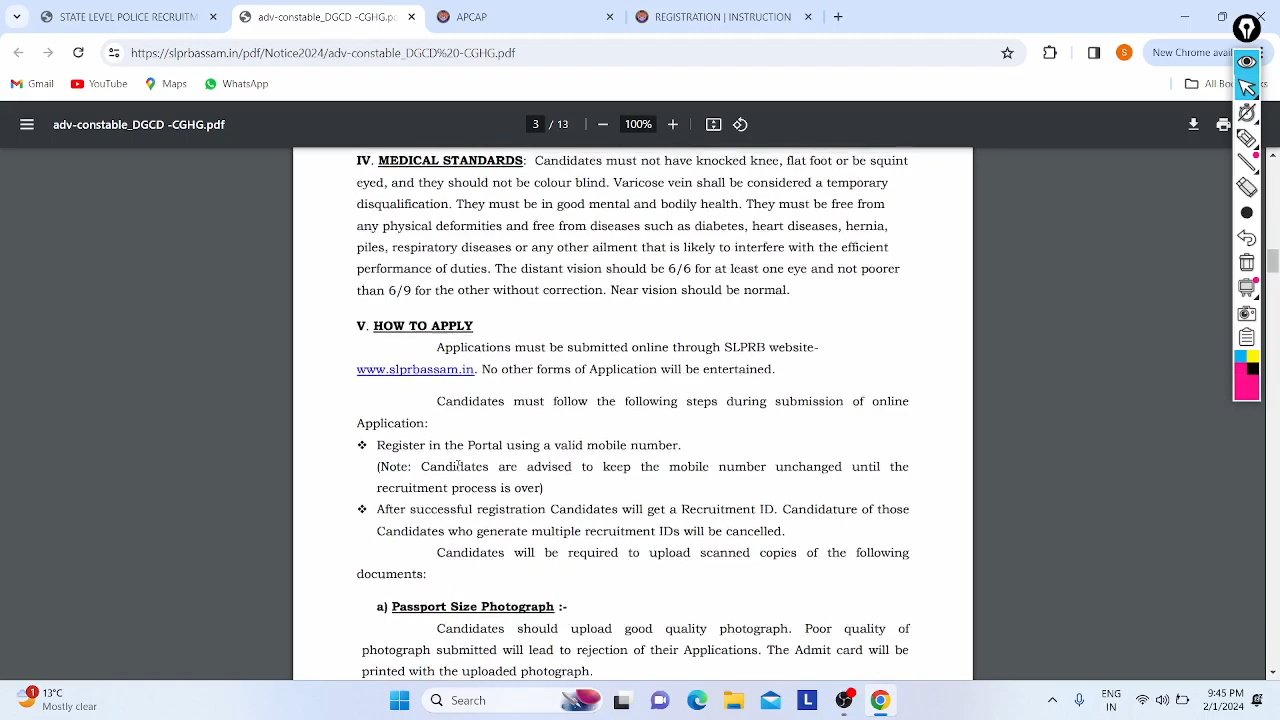 STATE LEVEL POLICE RECRUITM
adv-constable_DGCD -CGHG.pd
APCAP
REGISTRATION | INSTRUCTION
https://slprbassam.in/pdf/Notice2024/adv-constable_DGCD%20-CGHG.pdf
S
New Chrome avail
Gmail
YouTube
Maps
WhatsApp
All Bo
adv-constable_DGCD -CGHG.pdf
3 / 13
100%
IV. MEDICAL STANDARDS: Candidates must not have knocked knee, flat foot or be squint
eyed, and they should not be colour blind. Varicose vein shall be considered a temporary
disqualification. They must be in good mental and bodily health. They must be free from
any physical deformities and free from diseases such as diabetes, heart diseases, hernia,
piles, respiratory diseases or any other ailment that is likely to interfere with the efficient
performance of duties. The distant vision should be 6/6 for at least one eye and not poorer
than 6/9 for the other without correction. Near vision should be normal.
V. HOW TO APPLY
Applications must be submitted online through SLPRB website-
www.slprbassam.in. No other forms of Application will be entertained.
Candidates must follow the following steps during submission of online
Application:
❖ Register in the Portal using a valid mobile number.
(Note: Candidates are advised to keep the mobile number unchanged until the
recruitment process is over)
❖ After successful registration Candidates will get a Recruitment ID. Candidature of those
Candidates who generate multiple recruitment IDs will be cancelled.
Candidates will be required to upload scanned copies of the following
documents:
a) Passport Size Photograph :-
Candidates should upload good quality photograph. Poor quality of
photograph submitted will lead to rejection of their Applications. The Admit card will be
printed with the uploaded photograph.
1
13°C
Mostly clear
Search
L
ENG
IN
9:45 PM
2/1/2024